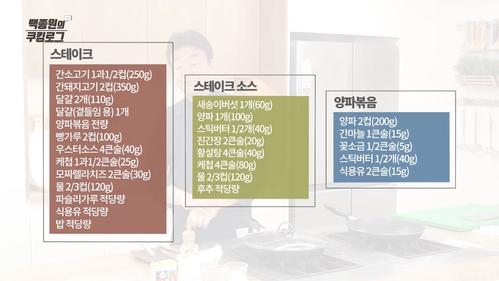 백종원의
쿠킹로그
스테이크
간소고기 1과1/2컵(250g)
간돼지고기 2컵(350g)
달걀 2개(110g)
달걀(곁들임 용) 1개
양파볶음 전량
빵가루 2컵(100g)
우스터소스 4큰술(40g)
케첩 1과1/2큰술(25g)
모짜렐라치즈 2큰술(30g)
물 2/3컵(120g)
파슬리가루 적당량
식용유 적당량
밥 적당량
스테이크 소스
새송이버섯 1개(60g)
양파 1개(100g)
스틱버터 1/2개(40g)
진간장 2큰술(20g)
황설탕 4큰술(40g)
케첩 4큰술(80g)
물 2/3컵(120g)
후추 적당량
양파볶음
양파 2컵(200g)
간마늘 1큰술(15g)
꽃소금 1/2큰술(5g)
스틱버터 1/2개(40g)
식용유 2큰술(15g)